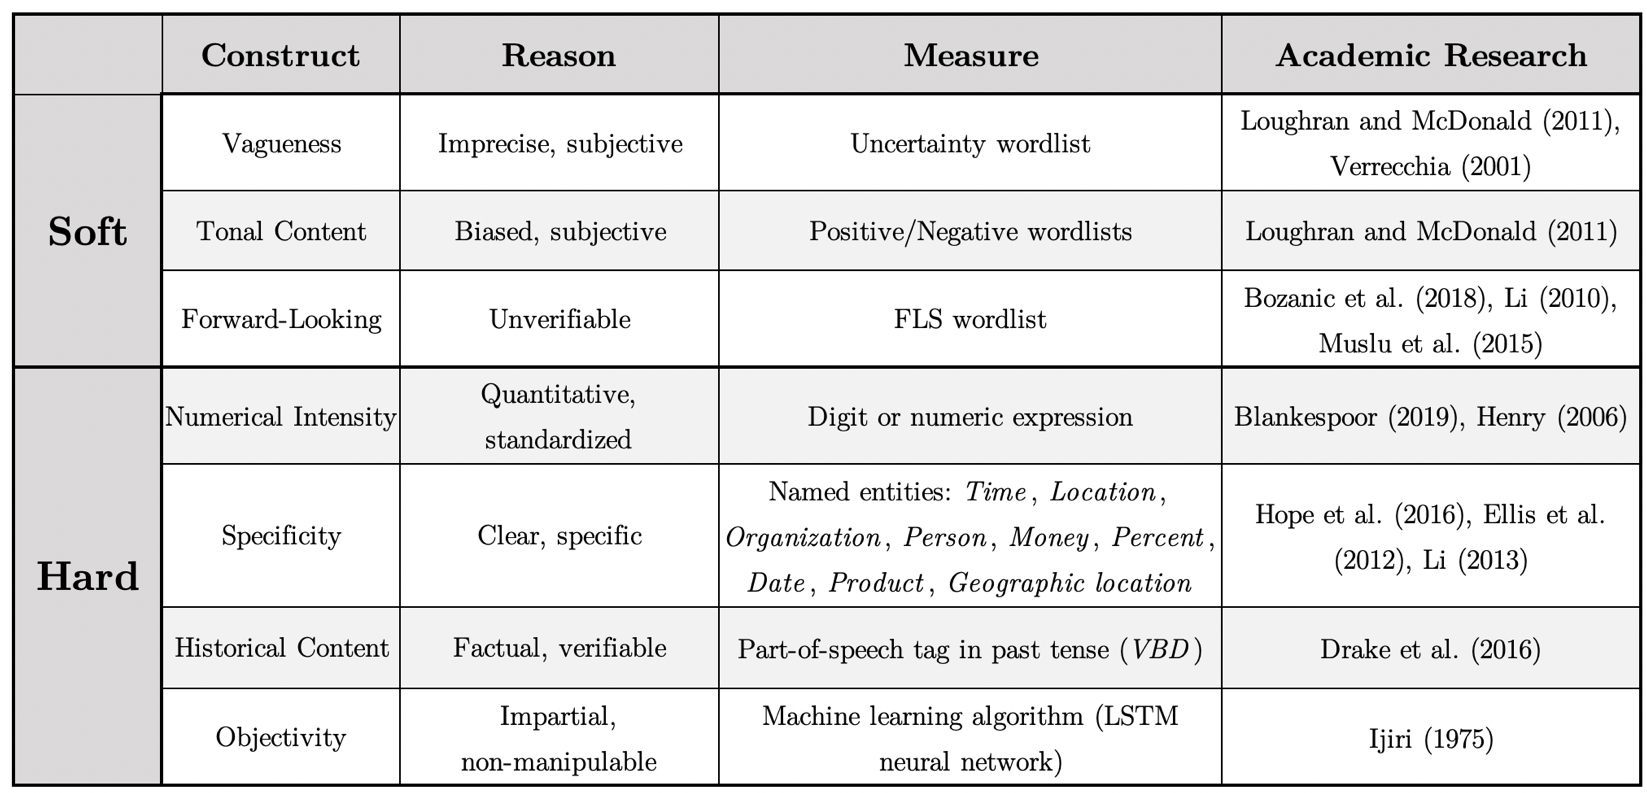 Construct Reason Measure Academic Research
Soft
Vagueness Imprecise, subjective Uncertainty wordlist Loughran and McDonald (2011),
Verrecchia (2001)
Tonal Content Biased, subjective Positive/Negative wordlists Loughran and McDonald (2011)
Forward-Looking Unverifiable FLS wordlist Bozanic et al. (2018), Li (2010),
Muslu et al. (2015)
Hard
Numerical Intensity Quantitative,
standardized Digit or numeric expression Blankespoor (2019), Henry (2006)
Specificity Clear, specific Named entities: Time, Location,
Organization, Person, Money, Percent,
Date, Product, Geographic location Hope et al. (2016), Ellis et al.
(2012), Li (2013)
Historical Content Factual, verifiable Part-of-speech tag in past tense (VBD) Drake et al. (2016)
Objectivity Impartial,
non-manipulable Machine learning algorithm (LSTM
neural network) Ijiri (1975)